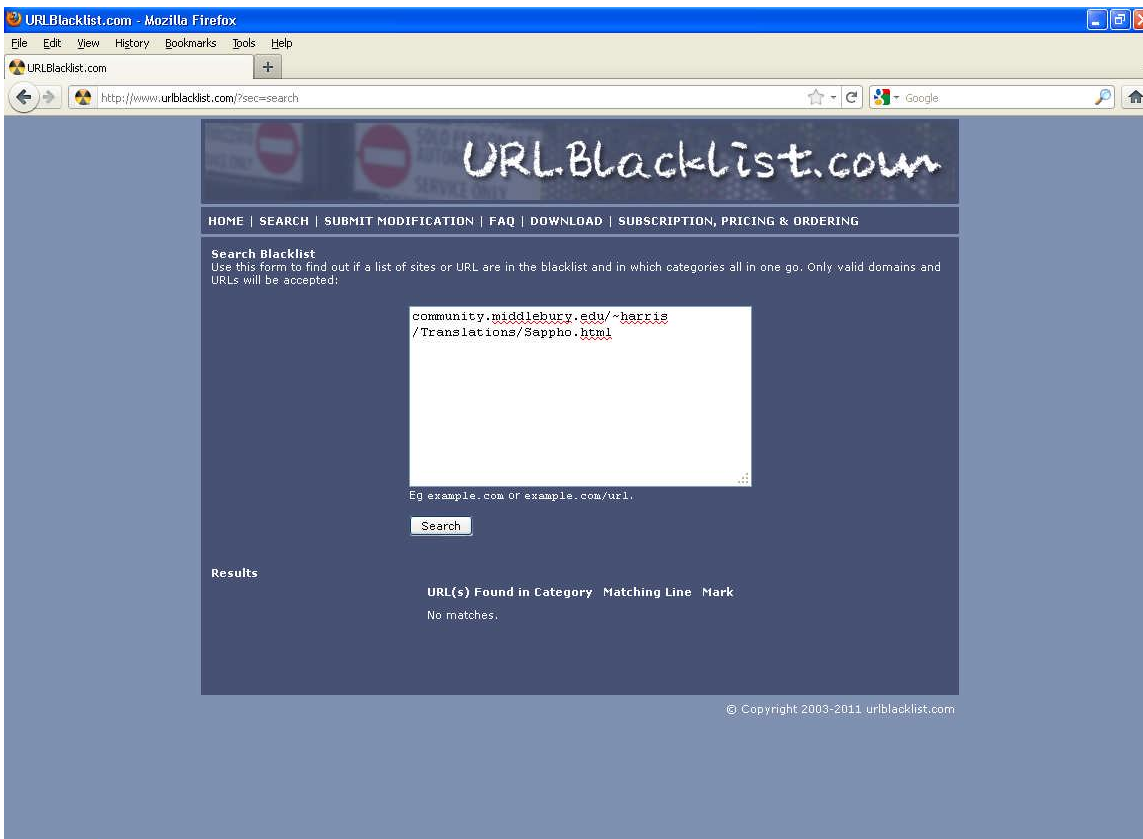 URLBlacklist.com - Mozilla Firefox
File Edit View History Bookmarks Tools Help
URLBlacklist.com
http://www.urlblacklist.com/?sec=search
Google
SOLO PERSONALE
AUTOR
SERVICE ONLY
URLBlacklist.com
HOME | SEARCH | SUBMIT MODIFICATION | FAQ | DOWNLOAD | SUBSCRIPTION, PRICING & ORDERING
Search Blacklist
Use this form to find out if a list of sites or URL are in the blacklist and in which categories all in one go. Only valid domains and
URLs will be accepted:
community.middlebury.edu/~harris
/Translations/Sappho.html
Eg example.com or example.com/url.
Search
Results
URL(s) Found in Category Matching Line Mark
No matches.
© Copyright 2003-2011 urlblacklist.com